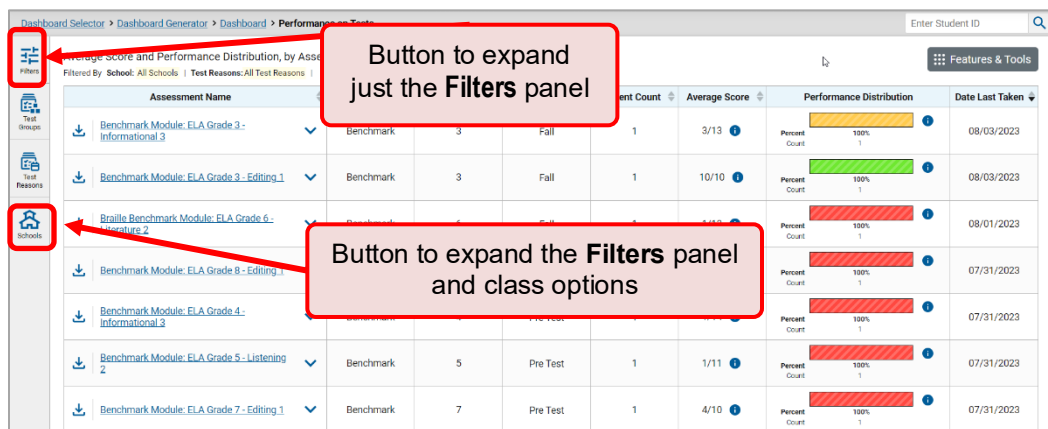 Dashboard Selector > Dashboard Generator > Dashboard > Performance on Tests
Enter Student ID
Filters
Average Score and Performance Distribution, by Asse
Filtered By School: All Schools | Test Reasons: All Test Reasons |
Features & Tools
Button to expand
just the Filters panel
Assessment Name ent Count Average Score Performance Distribution Date Last Taken
Test
Groups
Benchmark Module: ELA Grade 3 -
Informational 3
Benchmark 3 Fall 1 3/13 Percent 100% 08/03/2023
Count 1
Test
Reasons
Benchmark Module: ELA Grade 3 - Editing 1 Benchmark 3 Fall 1 10/10 Percent 100% 08/03/2023
Count 1
Schools
Braille Benchmark Module: ELA Grade 6 -
Literature 2
Percent 100% 08/01/2023
Count 1
Button to expand the Filters panel
and class options
Benchmark Module: ELA Grade 8 - Editing 1 Percent 100% 07/31/2023
Count 1
Benchmark Module: ELA Grade 4 -
Informational 3
Percent 100% 07/31/2023
Count 1
Benchmark Module: ELA Grade 5 - Listening
2
Benchmark 5 Pre Test 1 1/11 Percent 100% 07/31/2023
Count 1
Benchmark Module: ELA Grade 7 - Editing 1 Benchmark 7 Pre Test 1 4/10 Percent 100% 07/31/2023
Count 1